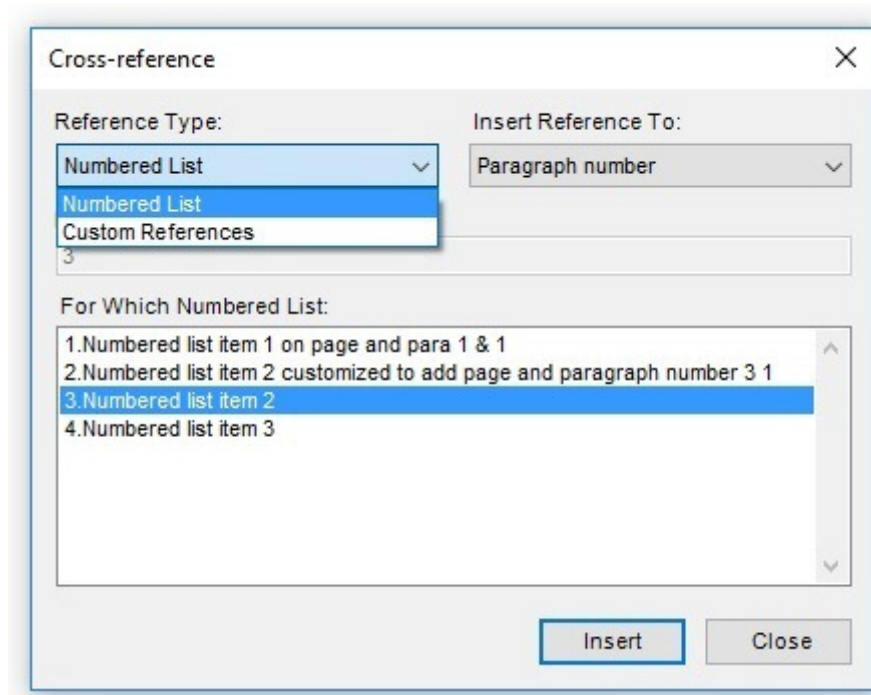 Cross-reference
Reference Type:
Insert Reference To:
Numbered List
Paragraph number
Numbered List
Custom References
3
For Which Numbered List:
1.Numbered list item 1 on page and para 1 & 1
2.Numbered list item 2 customized to add page and paragraph number 3 1
3.Numbered list item 2
4.Numbered list item 3
Insert
Close